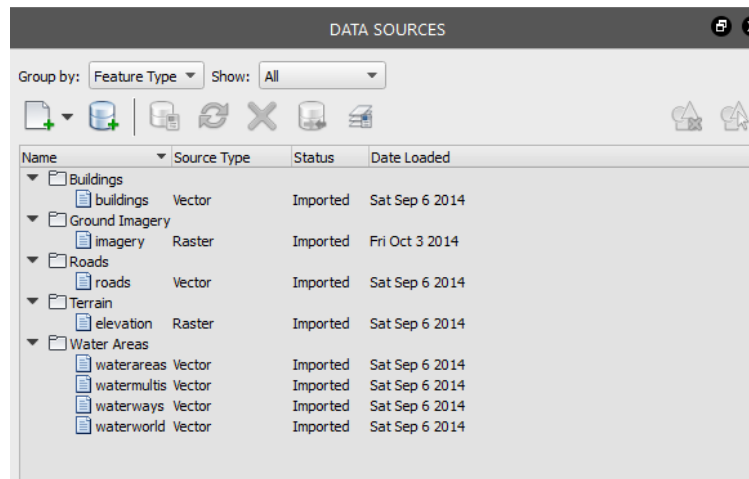 DATA SOURCES
Group by: Feature Type Show: All
Name Source Type Status Date Loaded
Buildings
buildings Vector Imported Sat Sep 6 2014
Ground Imagery
imagery Raster Imported Fri Oct 3 2014
Roads
roads Vector Imported Sat Sep 6 2014
Terrain
elevation Raster Imported Sat Sep 6 2014
Water Areas
waterareas Vector Imported Sat Sep 6 2014
watermultis Vector Imported Sat Sep 6 2014
waterways Vector Imported Sat Sep 6 2014
waterworld Vector Imported Sat Sep 6 2014